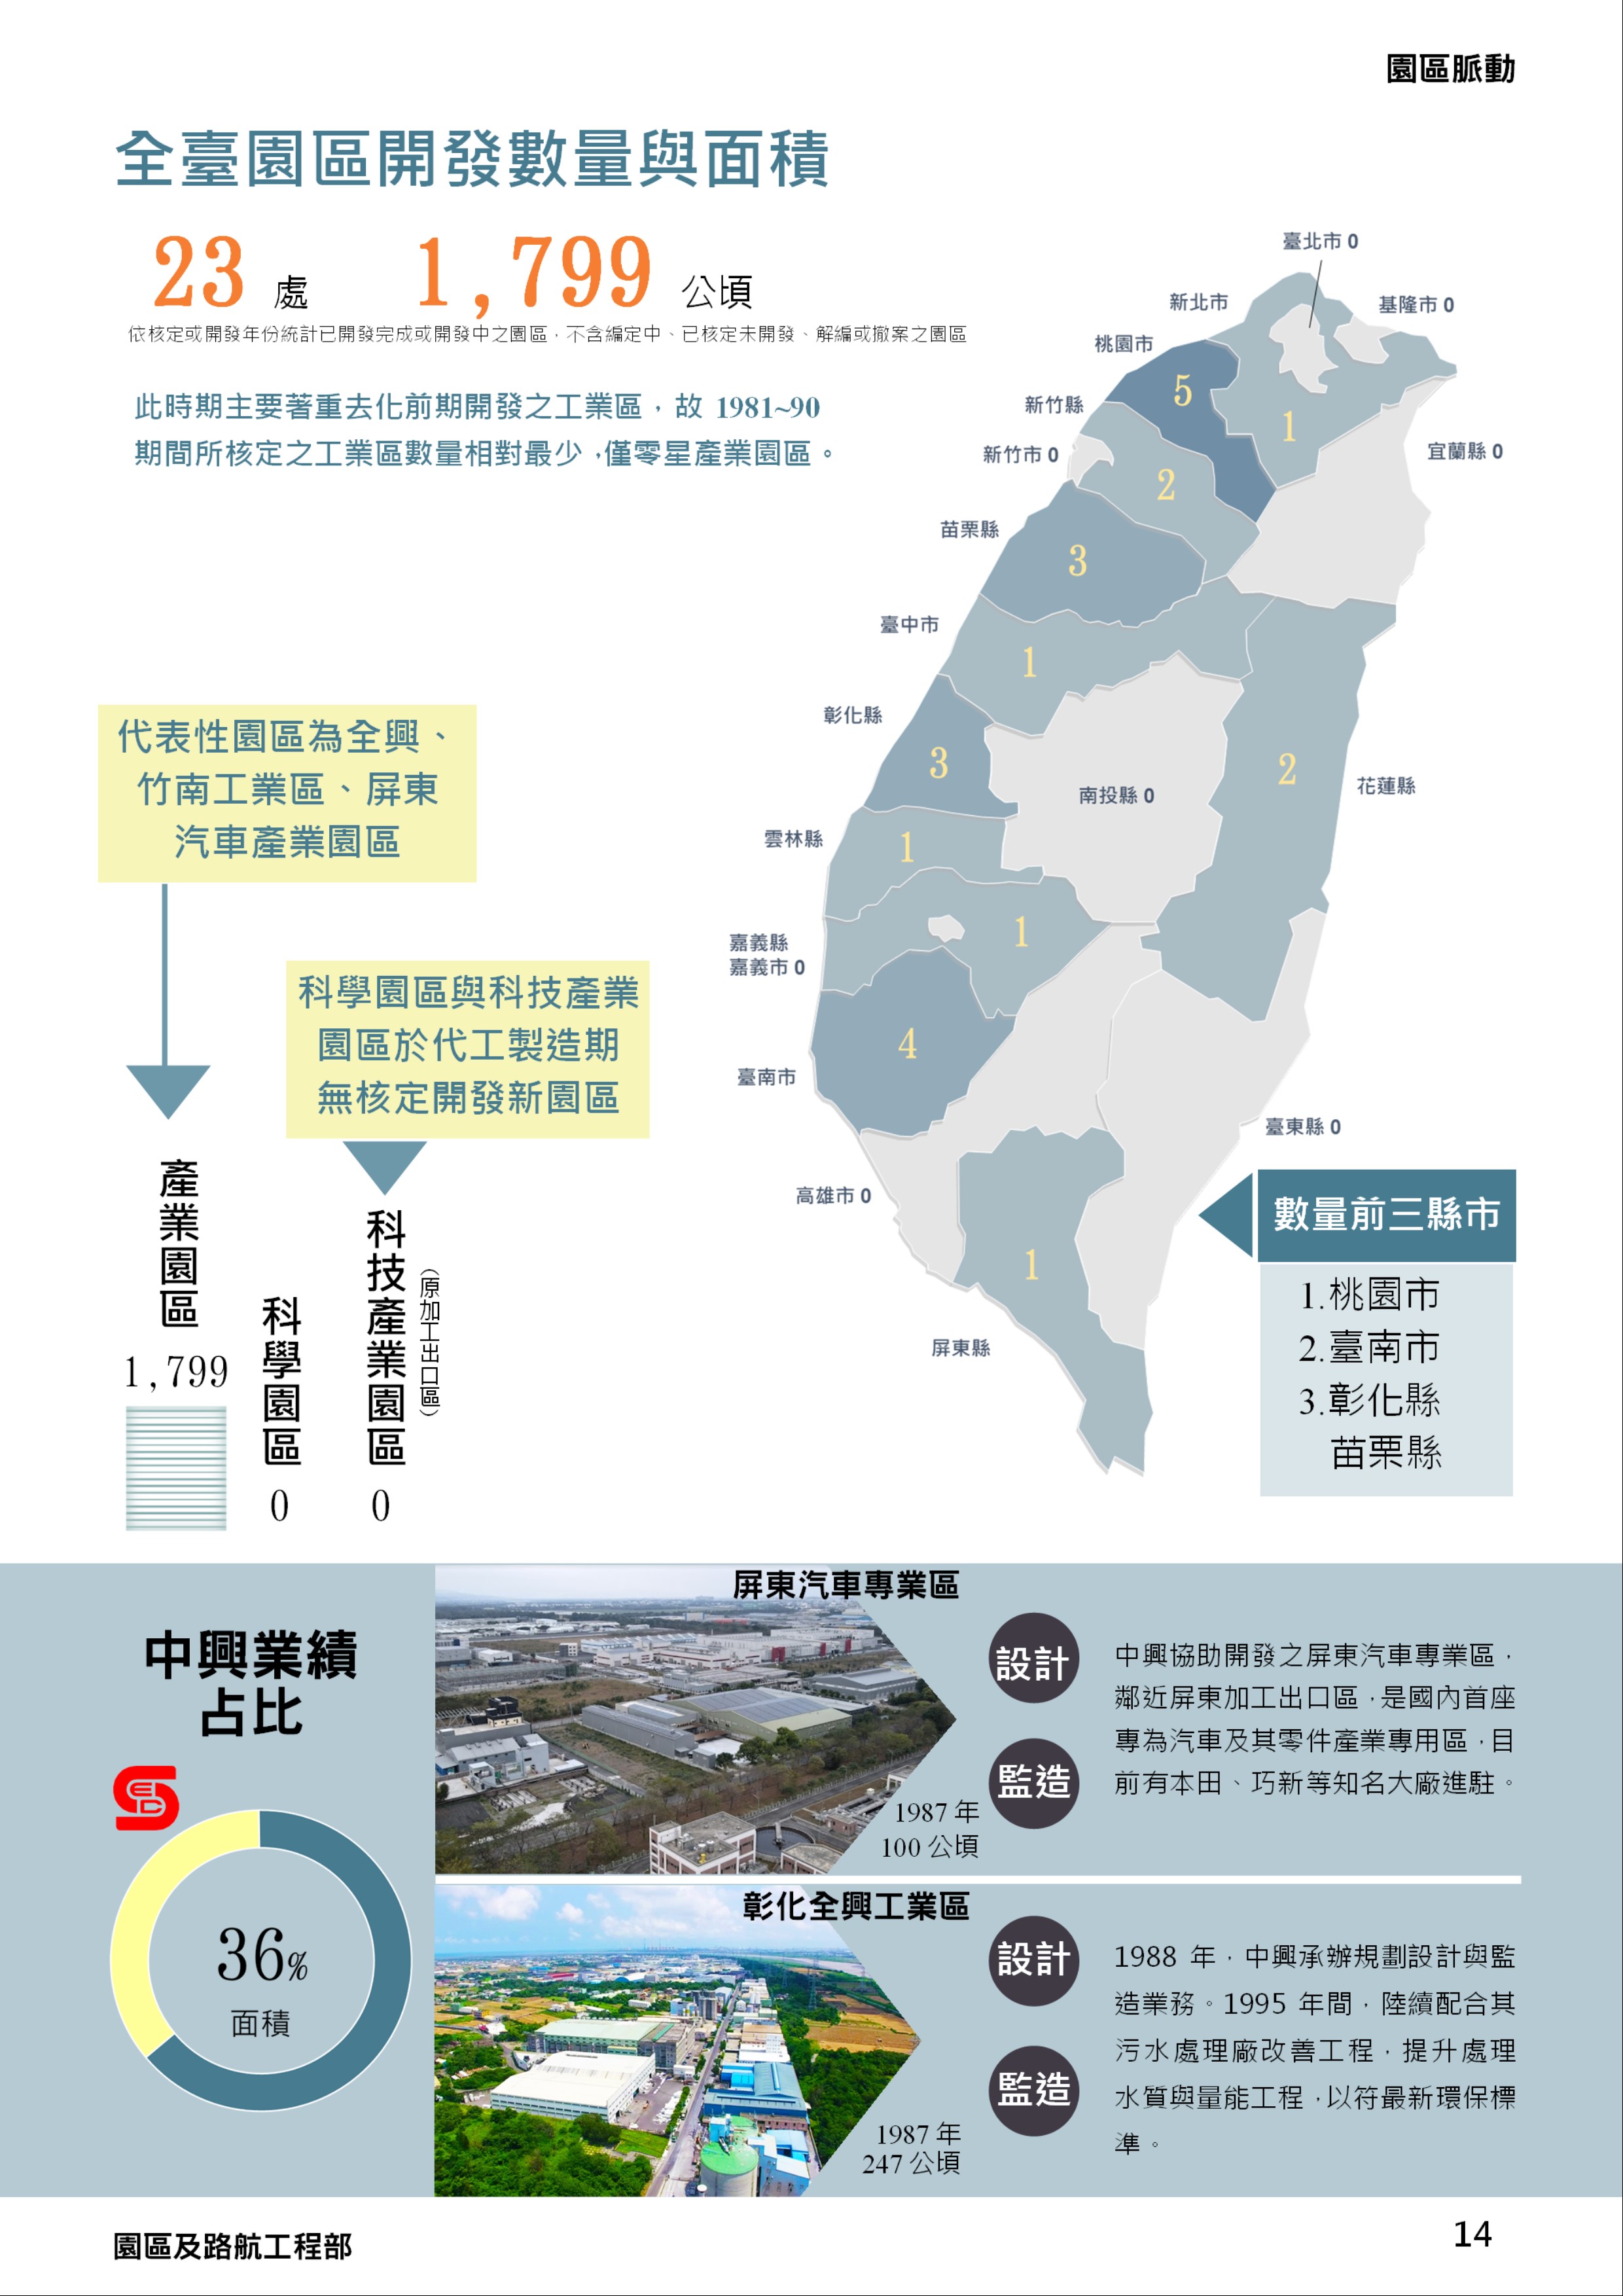 園區脈動
全臺園區開發數量與面積
23 處 1,799 公頃
依核定或開發年份統計已開發完成或開發中之園區，不含編定中、已核定未開發、解編或撤案之園區
此時期主要著重去化前期開發之工業區，故 1981~90
期間所核定之工業區數量相對最少，僅零星產業園區。
臺北市 0
新北市
基隆市 0
桃園市
5
新竹縣
1
宜蘭縣 0
新竹市 0
2
苗栗縣
3
臺中市
1
彰化縣
3
南投縣 0
2
花蓮縣
雲林縣
1
嘉義縣
嘉義市 0
1
4
臺南市
臺東縣 0
高雄市 0
1
屏東縣
代表性園區為全興、
竹南工業區、屏東
汽車產業園區
科學園區與科技產業
園區於代工製造期
無核定開發新園區
產業園區
1,799
科學園區
0
科技產業園區
（原加工出口區）
0
數量前三縣市
1.桃園市
2.臺南市
3.彰化縣
苗栗縣
中興業績
占比
36%
面積
屏東汽車專業區
1987 年
100 公頃
設計
監造
中興協助開發之屏東汽車專業區，
鄰近屏東加工出口區，是國內首座
專為汽車及其零件產業專用區，目
前有本田、巧新等知名大廠進駐。
彰化全興工業區
1987 年
247 公頃
設計
監造
1988 年，中興承辦規劃設計與監
造業務。1995 年間，陸續配合其
污水處理廠改善工程，提升處理
水質與量能工程，以符最新環保標
準。
園區及路航工程部
14